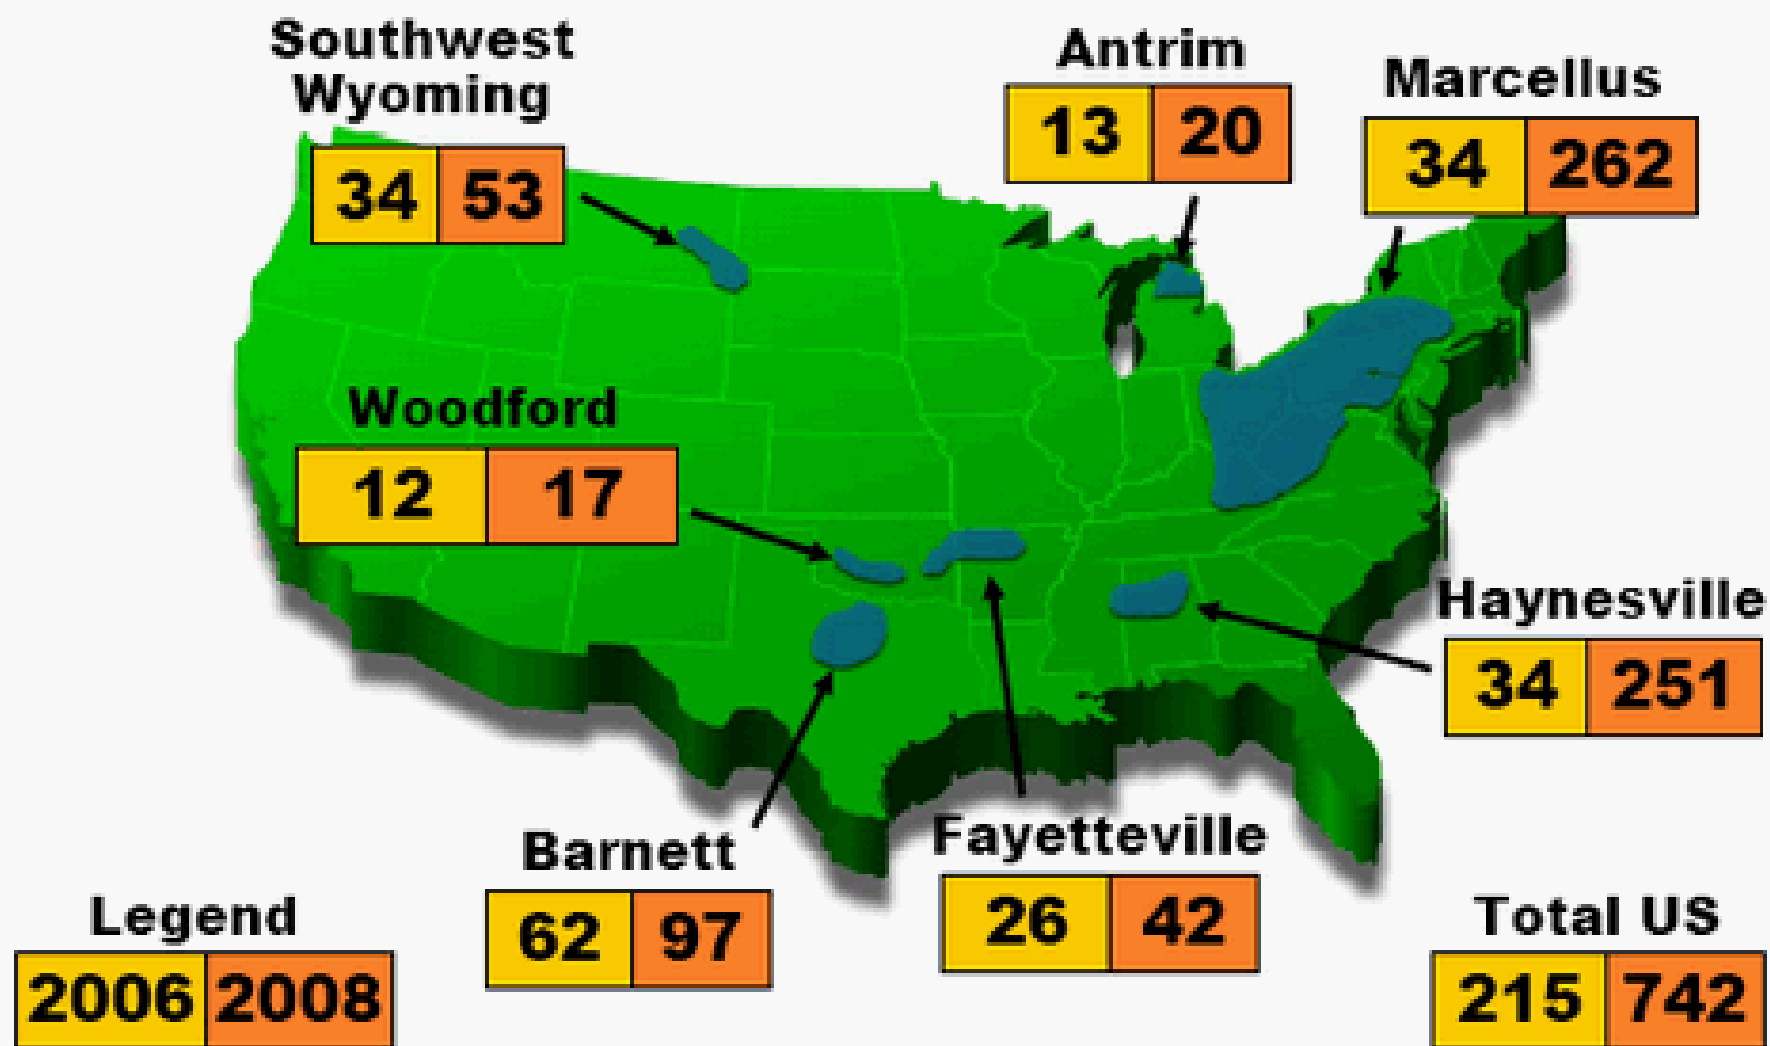 Southwest
Wyoming
34 53
Antrim
13 20
Marcellus
34 262
Woodford
12 17
Haynesville
34 251
Barnett
62 97
Fayetteville
26 42
Legend
2006 2008
Total US
215 742